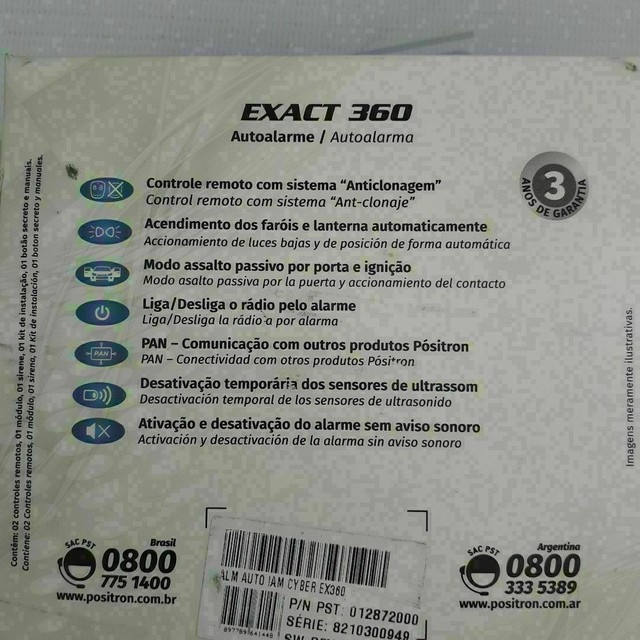 EXACT 360
Autoalarme / Autoalarma
3
ANOS DE GARANTIA
Controle remoto com sistema “Anticlonagem”
Control remoto com sistema “Ant-clonaje”
Acendimento dos faróis e lanterna automaticamente
Accionamiento de luces bajas y de posición de forma automática
Modo assalto passivo por porta e ignição
Modo asalto passiva por la puerta y accionamiento del contacto
Liga/Desliga o rádio pelo alarme
Liga/Desliga la rádio a por alarma
PAN – Comunicação com outros produtos Pósitron
PAN
PAN – Conectividad com otros produtos Pósitron
Desativação temporária dos sensores de ultrassom
Desactivación temporal de los sensores de ultrasonido
Ativação e desativação do alarme sem aviso sonoro
Activación y desactivación de la alarma sin aviso sonoro
Contém: 02 controles remotos, 01 módulo, 01 sirene, 01 kit de instalação, 01 botão secreto e manuais.
Contiene: 02 Controles remotos, 01 módulo, 01 sirena, 01 Kit de instalación, 01 boton secreto y manuales.
Imagens meramente ilustrativas.
SAC PST
Brasil
0800
775 1400
www.positron.com.br
ALM AUTO IAM CYBER EX360
P/N PST: 012872000
SÉRIE: 8210300949
SAC PST
Argentina
0800
333 5389
www.positron.com.ar